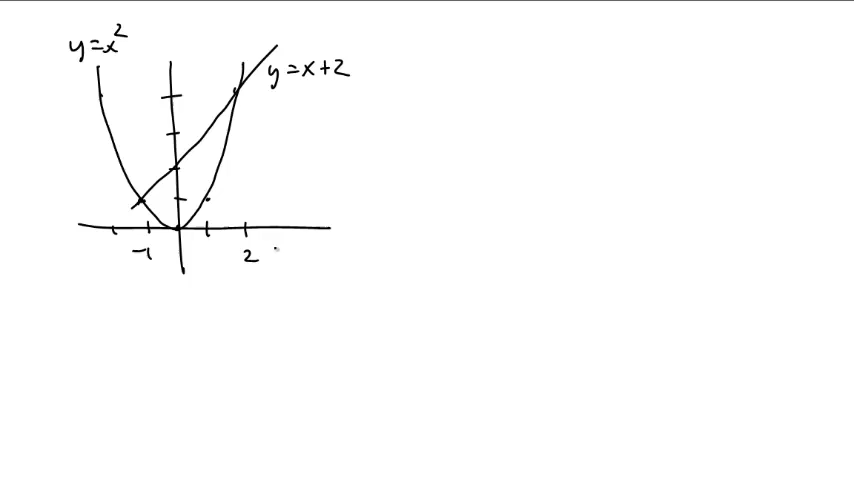 y = x²
y = x + 2
-1
2